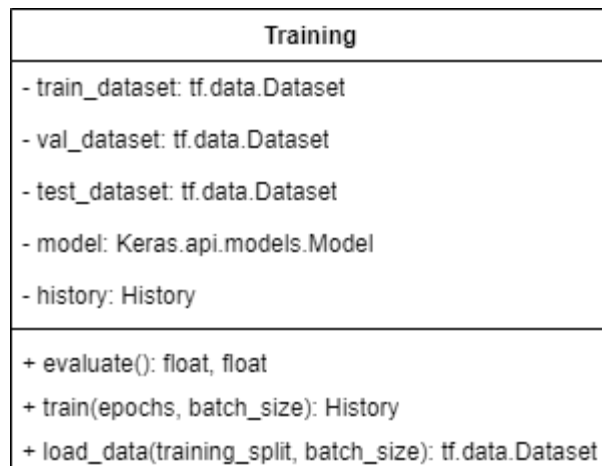 Training
- train_dataset: tf.data.Dataset
- val_dataset: tf.data.Dataset
- test_dataset: tf.data.Dataset
- model: Keras.api.models.Model
- history: History
+ evaluate(): float, float
+ train(epochs, batch_size): History
+ load_data(training_split, batch_size): tf.data.Dataset